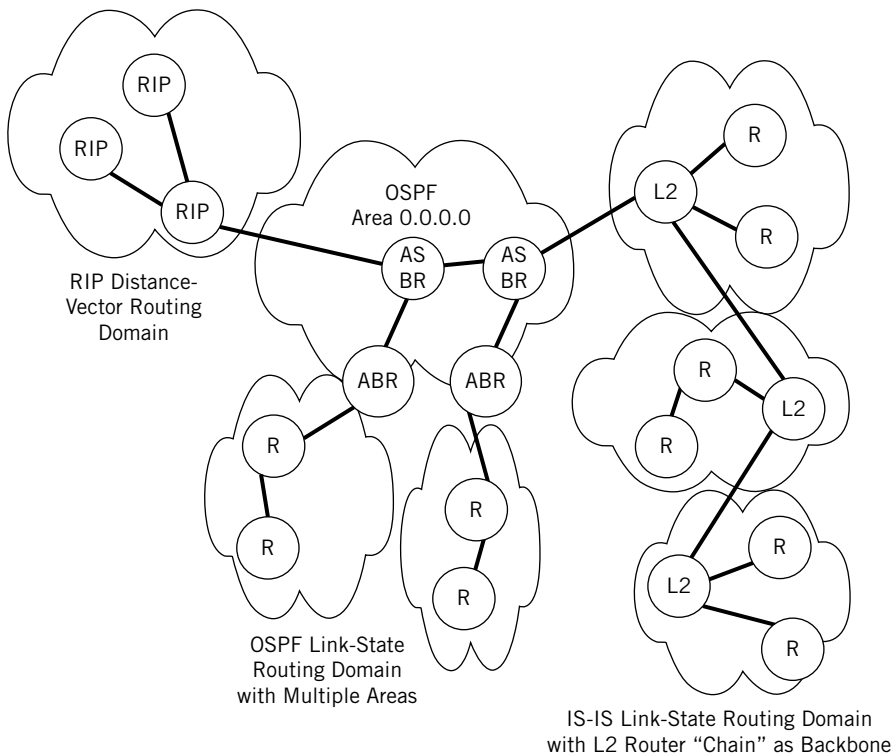 RIP
RIP
RIP
RIP Distance-
Vector Routing
Domain
OSPF
Area 0.0.0.0
AS
BR
AS
BR
ABR
ABR
R
R
R
R
OSPF Link-State
Routing Domain
with Multiple Areas
R
L2
R
R
L2
R
R
L2
R
IS-IS Link-State Routing Domain
with L2 Router “Chain” as Backbone